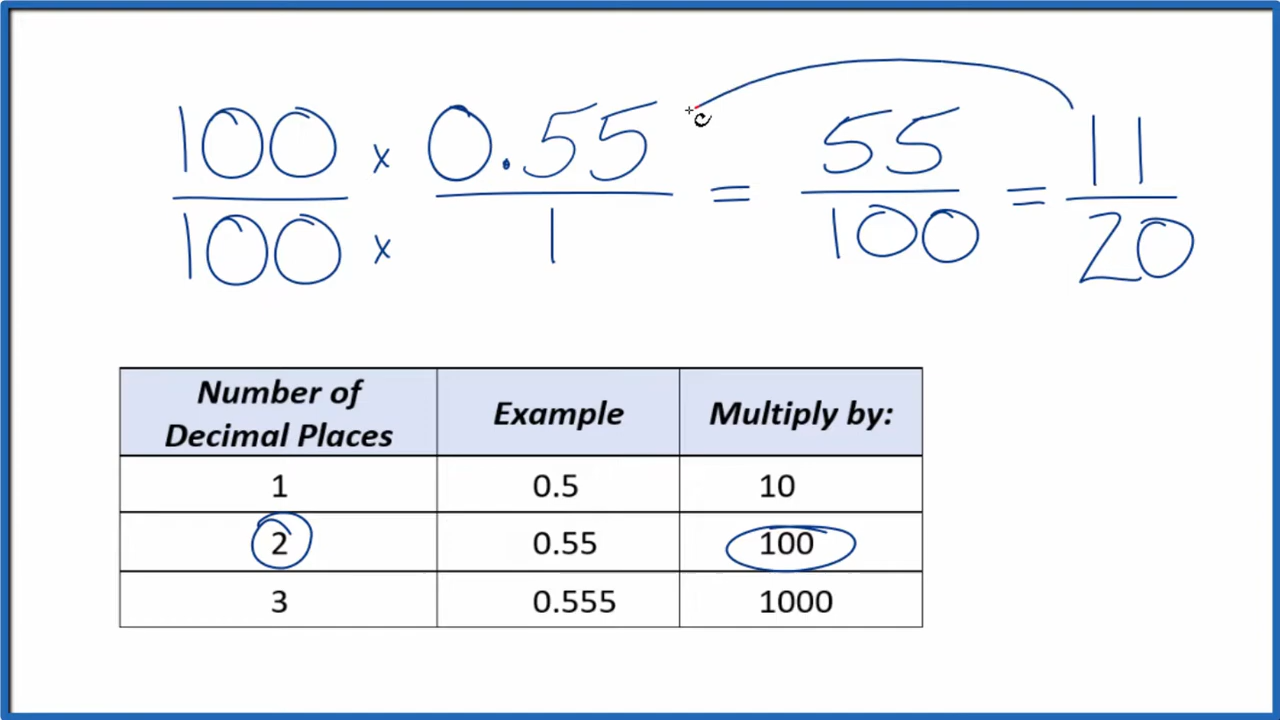 100 × 0.55 = 55 = 11
100 × 1 100 20
Number of Decimal Places Example Multiply by:
1 0.5 10
2 0.55 100
3 0.555 1000